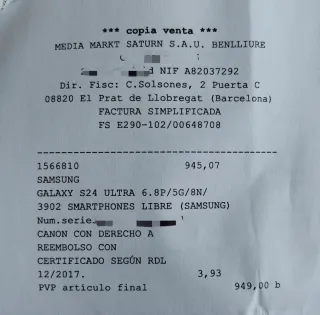 *** copia venta ***
MEDIA MARKT SATURN S.A.U. BENLLIURE
NIF A82037292
Dir. Fisc: C.Solsones, 2 Puerta C
08820 El Prat de Llobregat (Barcelona)
FACTURA SIMPLIFICADA
FS E290-102/00648708
1566810 945,07
SAMSUNG
GALAXY S24 ULTRA 6.8P/5G/8N/
3902 SMARTPHONES LIBRE (SAMSUNG)
Num.serie
CANON CON DERECHO A
REEMBOLSO CON
CERTIFICADO SEGÚN RDL
12/2017. 3,93
PVP artículo final 949,00 b